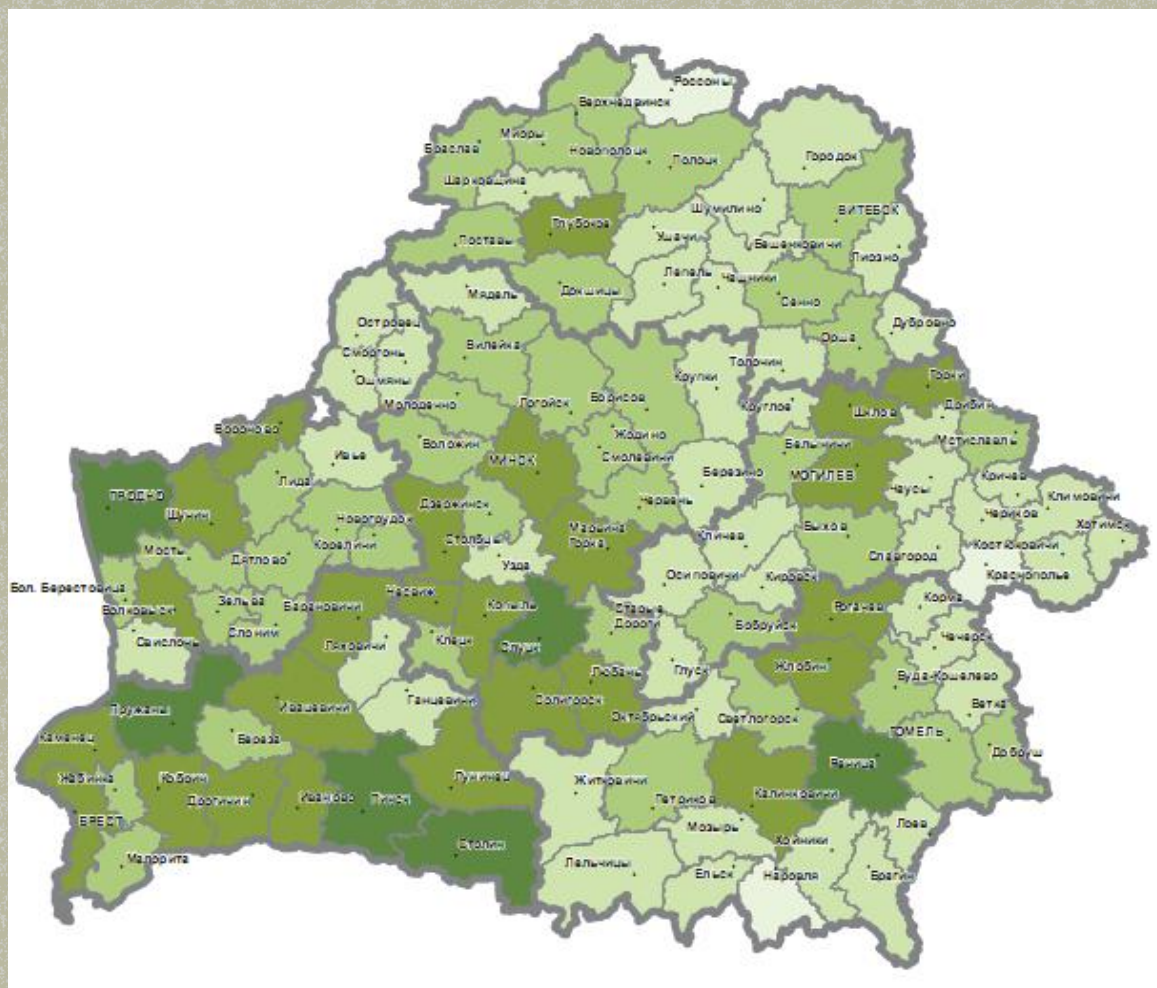 Россоны
Верхнедвинск
Миоры
Браслав
Новополоцк
Полоцк
Городок
Шарковщина
Шумилино
ВИТЕБСК
Глубокое
Ушачи
Поставы
Бешенковичи
Лиозно
Лепель
Чашники
Мядель
Докшицы
Сенно
Островец
Дубровно
Орша
Вилейка
Сморгонь
Толочин
Ошмяны
Крупки
Горки
Молодечно
Логойск
Борисов
Круглое
Шклов
Дрибин
Вороново
Жодино
Мстиславль
Воложин
Белыничи
Ивье
Смолевичи
МИНСК
Березино
МОГИЛЕВ
Кричев
Лида
Чаусы
ГРОДНО
Дзержинск
Червень
Климовичи
Щучин
Чериков
Новогрудок
Марьина
Горка
Быхов
Хотимск
Кличев
Столбцы
Мосты
Кореличи
Костюковичи
Дятлово
Славгород
Узда
Осиповичи
Кировск
Краснополье
Бол. Берестовица
Несвиж
Зельва
Барановичи
Копыль
Волковыск
Старые
Дороги
Рогачев
Корма
Слоним
Бобруйск
Свислочь
Ляховичи
Клецк
Слуцк
Чечерск
Жлобин
Любань
Глуск
Буда-Кошелево
Ганцевичи
Солигорск
Пружаны
Ивацевичи
Ветка
Октябрьский
Светлогорск
Береза
ГОМЕЛЬ
Каменец
Добруш
Речица
Жабинка
Кобрин
Лунинец
Житковичи
Дрогичин
Иваново
Пинск
Калинковичи
Петриков
БРЕСТ
Лоев
Мозырь
Столин
Хойники
Малорита
Лельчицы
Ельск
Наровля
Брагин